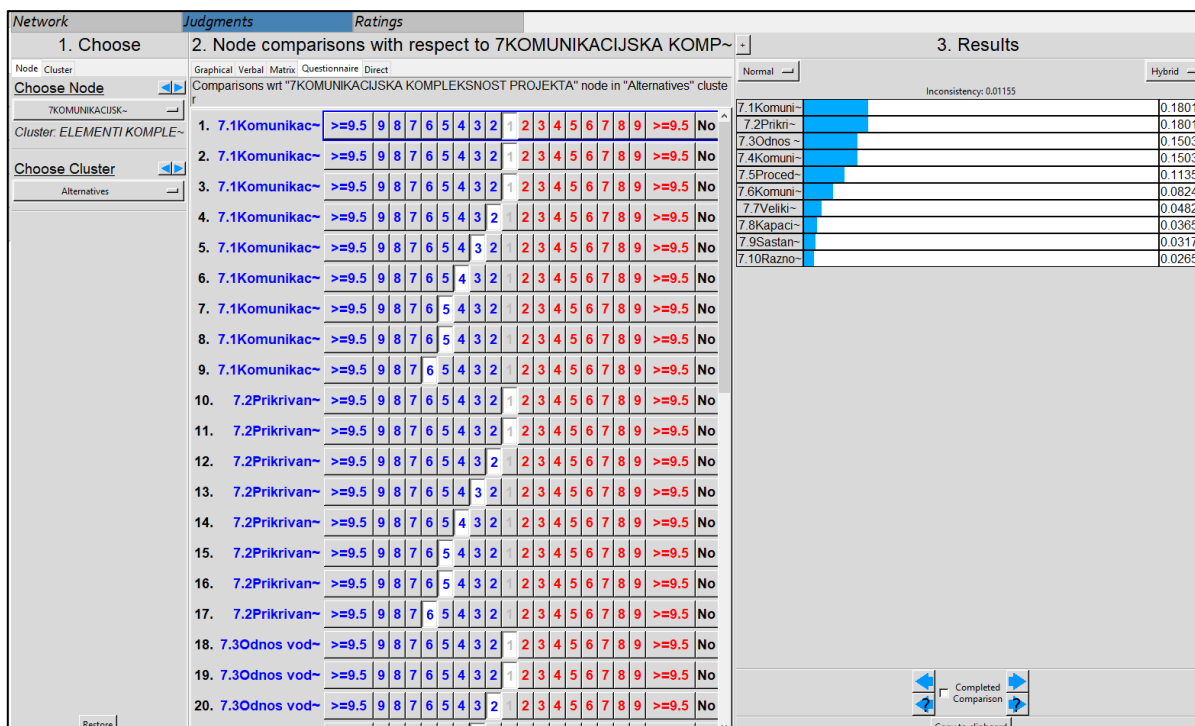 Network Judgments Ratings
1. Choose
Node Cluster
Choose Node
7KOMUNIKACIJSK~
Cluster: ELEMENTI KOMPLE~
Choose Cluster
Alternatives
Restore
2. Node comparisons with respect to 7KOMUNIKACIJSKA KOMP~
+
Graphical Verbal Matrix Questionnaire Direct
Comparisons wrt "7KOMUNIKACIJSKA KOMPLEKSNOST PROJEKTA" node in "Alternatives" cluste
r
1. 7.1Komunikac~ >=9.5 9 8 7 6 5 4 3 2 1 2 3 4 5 6 7 8 9 >=9.5 No
2. 7.1Komunikac~ >=9.5 9 8 7 6 5 4 3 2 1 2 3 4 5 6 7 8 9 >=9.5 No
3. 7.1Komunikac~ >=9.5 9 8 7 6 5 4 3 2 1 2 3 4 5 6 7 8 9 >=9.5 No
4. 7.1Komunikac~ >=9.5 9 8 7 6 5 4 3 2 1 2 3 4 5 6 7 8 9 >=9.5 No
5. 7.1Komunikac~ >=9.5 9 8 7 6 5 4 3 2 1 2 3 4 5 6 7 8 9 >=9.5 No
6. 7.1Komunikac~ >=9.5 9 8 7 6 5 4 3 2 1 2 3 4 5 6 7 8 9 >=9.5 No
7. 7.1Komunikac~ >=9.5 9 8 7 6 5 4 3 2 1 2 3 4 5 6 7 8 9 >=9.5 No
8. 7.1Komunikac~ >=9.5 9 8 7 6 5 4 3 2 1 2 3 4 5 6 7 8 9 >=9.5 No
9. 7.1Komunikac~ >=9.5 9 8 7 6 5 4 3 2 1 2 3 4 5 6 7 8 9 >=9.5 No
10. 7.2Prikrivan~ >=9.5 9 8 7 6 5 4 3 2 1 2 3 4 5 6 7 8 9 >=9.5 No
11. 7.2Prikrivan~ >=9.5 9 8 7 6 5 4 3 2 1 2 3 4 5 6 7 8 9 >=9.5 No
12. 7.2Prikrivan~ >=9.5 9 8 7 6 5 4 3 2 1 2 3 4 5 6 7 8 9 >=9.5 No
13. 7.2Prikrivan~ >=9.5 9 8 7 6 5 4 3 2 1 2 3 4 5 6 7 8 9 >=9.5 No
14. 7.2Prikrivan~ >=9.5 9 8 7 6 5 4 3 2 1 2 3 4 5 6 7 8 9 >=9.5 No
15. 7.2Prikrivan~ >=9.5 9 8 7 6 5 4 3 2 1 2 3 4 5 6 7 8 9 >=9.5 No
16. 7.2Prikrivan~ >=9.5 9 8 7 6 5 4 3 2 1 2 3 4 5 6 7 8 9 >=9.5 No
17. 7.2Prikrivan~ >=9.5 9 8 7 6 5 4 3 2 1 2 3 4 5 6 7 8 9 >=9.5 No
18. 7.3Odnos vod~ >=9.5 9 8 7 6 5 4 3 2 1 2 3 4 5 6 7 8 9 >=9.5 No
19. 7.3Odnos vod~ >=9.5 9 8 7 6 5 4 3 2 1 2 3 4 5 6 7 8 9 >=9.5 No
20. 7.3Odnos vod~ >=9.5 9 8 7 6 5 4 3 2 1 2 3 4 5 6 7 8 9 >=9.5 No
3. Results
Normal Hybrid
Inconsistency: 0.01155
7.1Komuni~ 0.1801
7.2Prikri~ 0.1801
7.3Odnos ~ 0.1503
7.4Komuni~ 0.1503
7.5Proced~ 0.1135
7.6Komuni~ 0.0824
7.7Veliki~ 0.0482
7.8Kapaci~ 0.0365
7.9Sastan~ 0.0317
7.10Razno~ 0.0265
Completed
Comparison
? ?